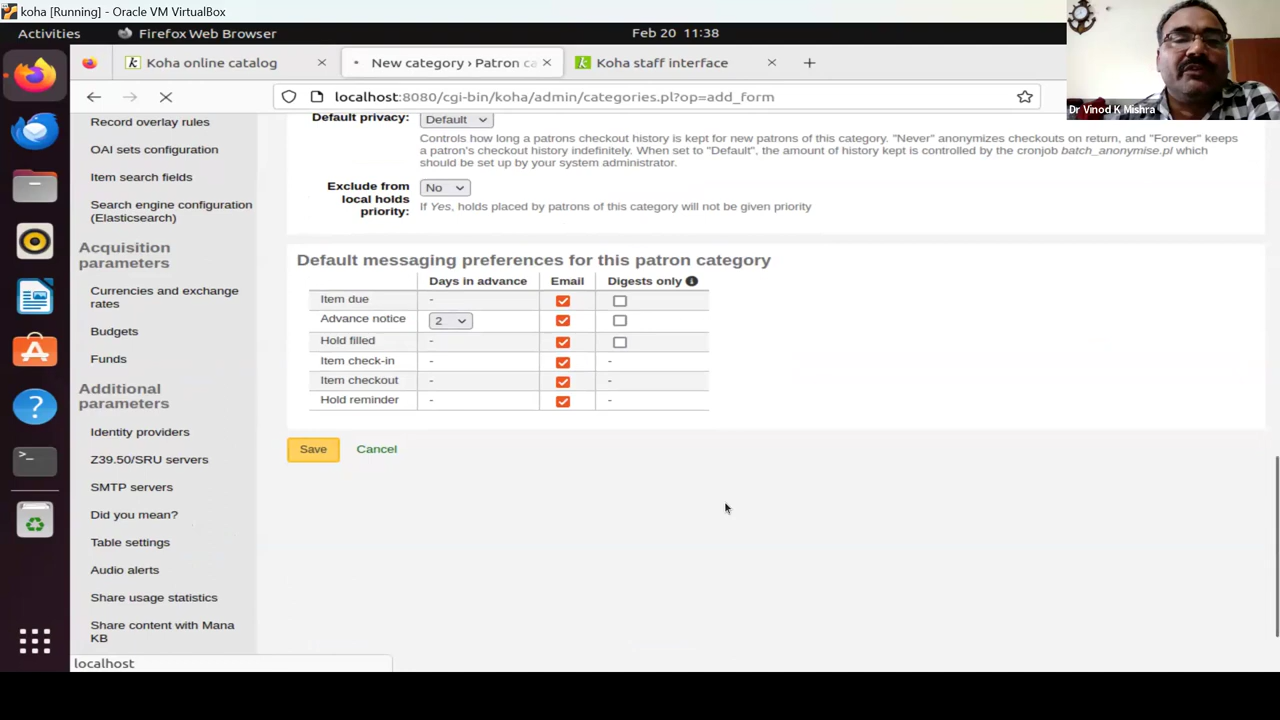 koha [Running] - Oracle VM VirtualBox
Activities
Firefox Web Browser
Feb 20 11:38
Koha online catalog
New category › Patron ca
Koha staff interface
localhost:8080/cgi-bin/koha/admin/categories.pl?op=add_form
Dr Vinod K Mishra
Record overlay rules
OAI sets configuration
Item search fields
Search engine configuration
(Elasticsearch)
Acquisition
parameters
Currencies and exchange
rates
Budgets
Funds
Additional
parameters
Identity providers
Z39.50/SRU servers
SMTP servers
Did you mean?
Table settings
Audio alerts
Share usage statistics
Share content with Mana
KB
Default privacy: Default
Controls how long a patrons checkout history is kept for new patrons of this category. "Never" anonymizes checkouts on return, and "Forever" keeps
a patron's checkout history indefinitely. When set to "Default", the amount of history kept is controlled by the cronjob batch_anonymise.pl which
should be set up by your system administrator.
Exclude from
local holds
priority:
No
If Yes, holds placed by patrons of this category will not be given priority
Default messaging preferences for this patron category
Days in advance Email Digests only
Item due -
Advance notice 2
Hold filled -
Item check-in - -
Item checkout - -
Hold reminder - -
Save Cancel
localhost